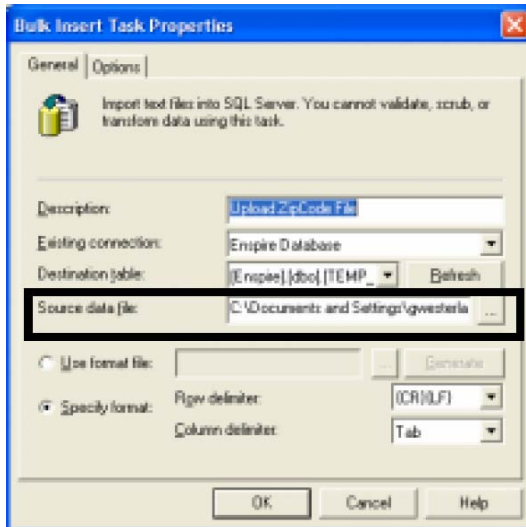 Bulk Insert Task Properties
General Options
Import text files into SQL Server. You cannot validate, scrub, or
transform data using this task.
Description: Upload ZipCode File
Existing connection: Enspire Database
Destination table: [Enspire].[dbo].[TEMP_ Refresh
Source data file: C:\Documents and Settings\gwesterla ...
Use format file: ... Generate
Specify format: Row delimiter: {CR}{LF}
Column delimiter: Tab
OK Cancel Help